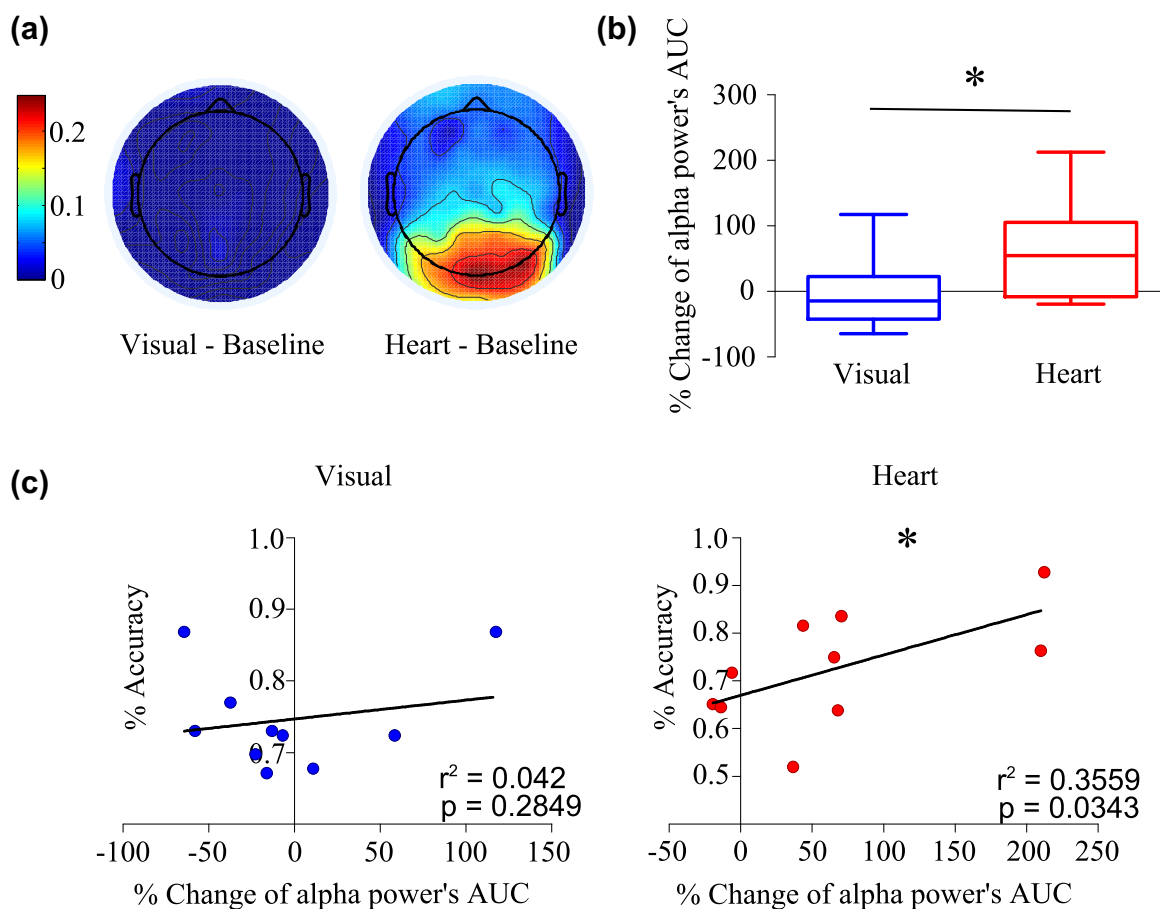 (a)
0.2
0.1
0
Visual - Baseline
Heart - Baseline
(b)
% Change of alpha power's AUC
300
200
100
0
-100
*
Visual
Heart
(c)
Visual
% Accuracy
1.0
0.9
0.8
0.7
r² = 0.042
p = 0.2849
-100 -50 0 50 100 150
% Change of alpha power's AUC
Heart
*
% Accuracy
1.0
0.9
0.8
0.7
0.6
0.5
r² = 0.3559
p = 0.0343
-50 0 50 100 150 200 250
% Change of alpha power's AUC